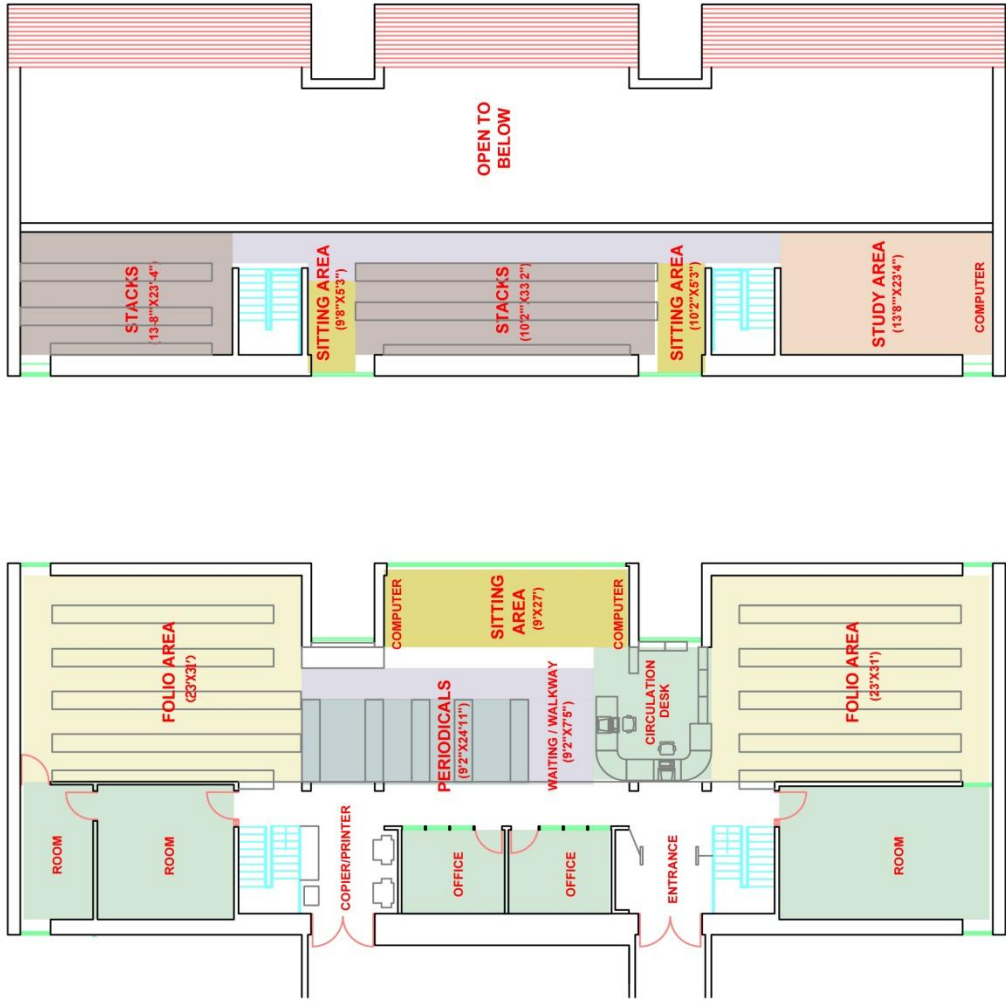 OPEN TO
BELOW
STACKS
(13-8"'X23'-4")
SITTING AREA
(9'8"X5'3")
STACKS
(10'2"'X33'2")
SITTING AREA
(10'2"X5'3")
STUDY AREA
(13'8"'X23'4")
COMPUTER
FOLIO AREA
(23'X31')
COMPUTER
SITTING
AREA
(9'X27')
COMPUTER
FOLIO AREA
(23'X31')
PERIODICALS
(9'2"X24'11")
WAITING / WALKWAY
(9'2"X7'5")
CIRCULATION
DESK
ROOM
ROOM
COPIER/PRINTER
OFFICE
OFFICE
ENTRANCE
ROOM